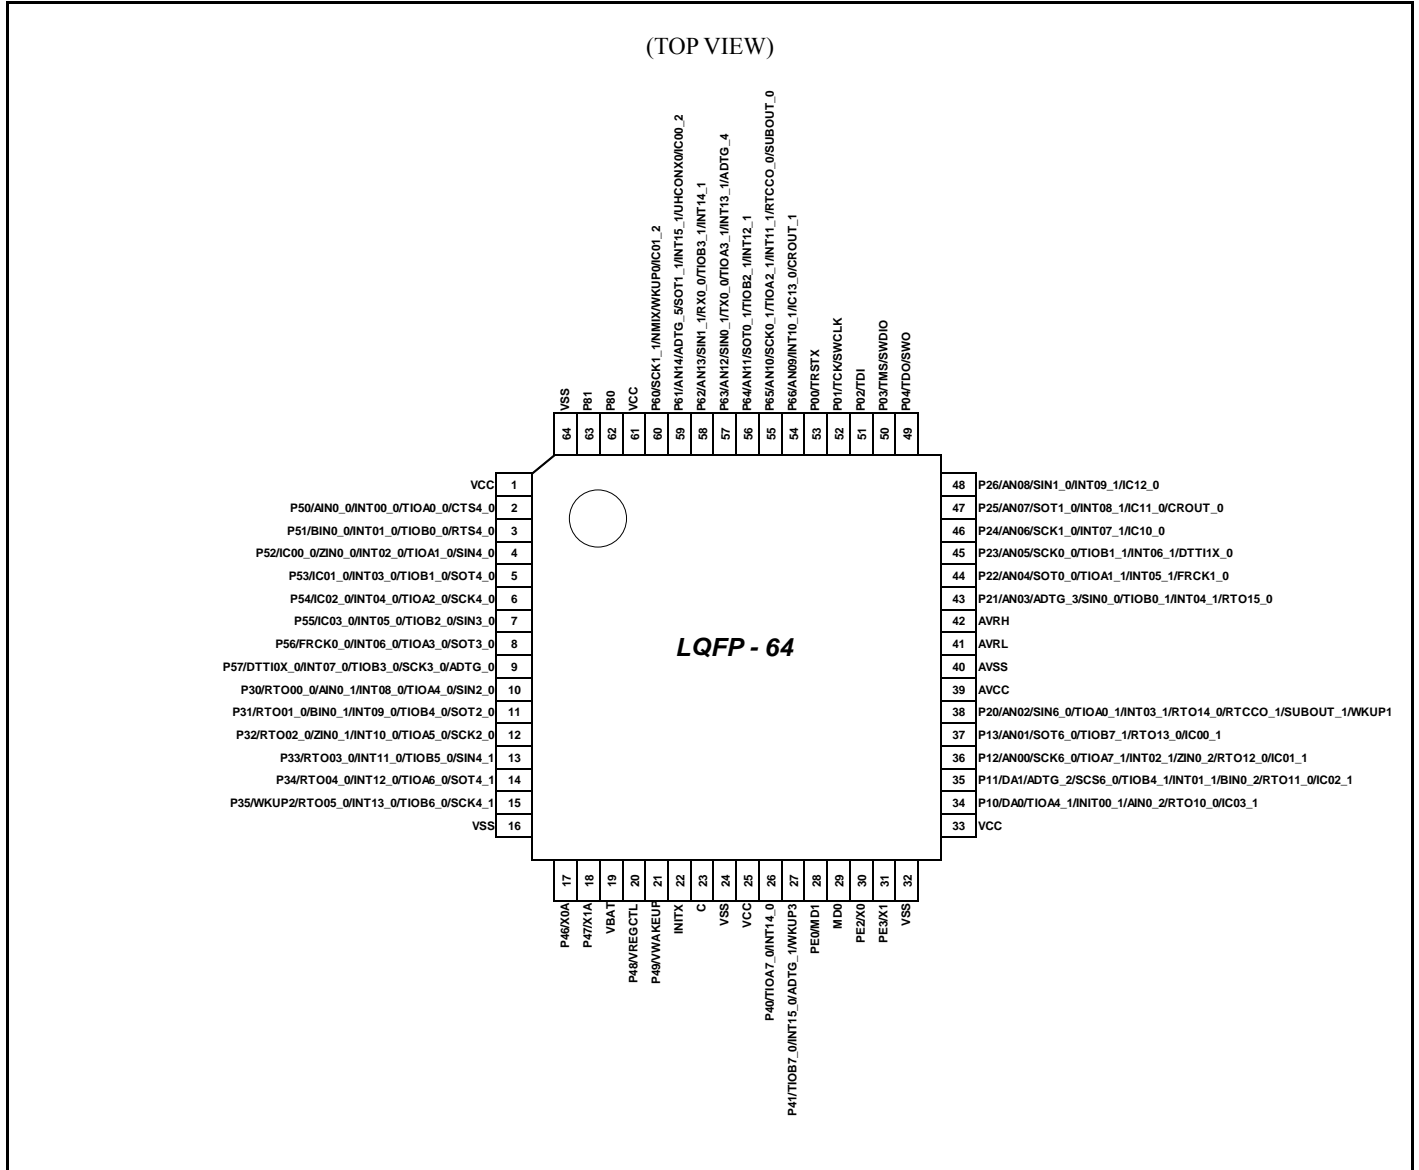 (TOP VIEW)
VSS
P81
P80
VCC
P60/SCK1_1/NMIX/WKUP0/IC01_2
P61/AN14/ADTG_5/SOT1_1/INT15_1/UHCONX0/IC00_2
P62/AN13/SIN1_1/RX0_0/TIOB3_1/INT14_1
P63/AN12/SIN0_1/TX0_0/TIOA3_1/INT13_1/ADTG_4
P64/AN11/SOT0_1/TIOB2_1/INT12_1
P65/AN10/SCK0_1/TIOA2_1/INT11_1/RTCCO_0/SUBOUT_0
P66/AN09/INT10_1/IC13_0/CROUT_1
P00/TRSTX
P01/TCK/SWCLK
P02/TDI
P03/TMS/SWDIO
P04/TDO/SWO
64 63 62 61 60 59 58 57 56 55 54 53 52 51 50 49
VCC 1
P50/AIN0_0/INT00_0/TIOA0_0/CTS4_0 2
P51/BIN0_0/INT01_0/TIOB0_0/RTS4_0 3
P52/IC00_0/ZIN0_0/INT02_0/TIOA1_0/SIN4_0 4
P53/IC01_0/INT03_0/TIOB1_0/SOT4_0 5
P54/IC02_0/INT04_0/TIOA2_0/SCK4_0 6
P55/IC03_0/INT05_0/TIOB2_0/SIN3_0 7
P56/FRCK0_0/INT06_0/TIOA3_0/SOT3_0 8
P57/DTTI0X_0/INT07_0/TIOB3_0/SCK3_0/ADTG_0 9
P30/RTO00_0/AIN0_1/INT08_0/TIOA4_0/SIN2_0 10
P31/RTO01_0/BIN0_1/INT09_0/TIOB4_0/SOT2_0 11
P32/RTO02_0/ZIN0_1/INT10_0/TIOA5_0/SCK2_0 12
P33/RTO03_0/INT11_0/TIOB5_0/SIN4_1 13
P34/RTO04_0/INT12_0/TIOA6_0/SOT4_1 14
P35/WKUP2/RTO05_0/INT13_0/TIOB6_0/SCK4_1 15
VSS 16
LQFP - 64
48 P26/AN08/SIN1_0/INT09_1/IC12_0
47 P25/AN07/SOT1_0/INT08_1/IC11_0/CROUT_0
46 P24/AN06/SCK1_0/INT07_1/IC10_0
45 P23/AN05/SCK0_0/TIOB1_1/INT06_1/DTTI1X_0
44 P22/AN04/SOT0_0/TIOA1_1/INT05_1/FRCK1_0
43 P21/AN03/ADTG_3/SIN0_0/TIOB0_1/INT04_1/RTO15_0
42 AVRH
41 AVRL
40 AVSS
39 AVCC
38 P20/AN02/SIN6_0/TIOA0_1/INT03_1/RTO14_0/RTCCO_1/SUBOUT_1/WKUP1
37 P13/AN01/SOT6_0/TIOB7_1/RTO13_0/IC00_1
36 P12/AN00/SCK6_0/TIOA7_1/INT02_1/ZIN0_2/RTO12_0/IC01_1
35 P11/DA1/ADTG_2/SCS6_0/TIOB4_1/INT01_1/BIN0_2/RTO11_0/IC02_1
34 P10/DA0/TIOA4_1/INIT00_1/AIN0_2/RTO10_0/IC03_1
33 VCC
17 18 19 20 21 22 23 24 25 26 27 28 29 30 31 32
P46/X0A
P47/X1A
VBAT
P48/VREGCTL
P49/VWAKEUP
INITX
C
VSS
VCC
P40/TIOA7_0/INT14_0
P41/TIOB7_0/INT15_0/ADTG_1/WKUP3
PE0/MD1
MD0
PE2/X0
PE3/X1
VSS